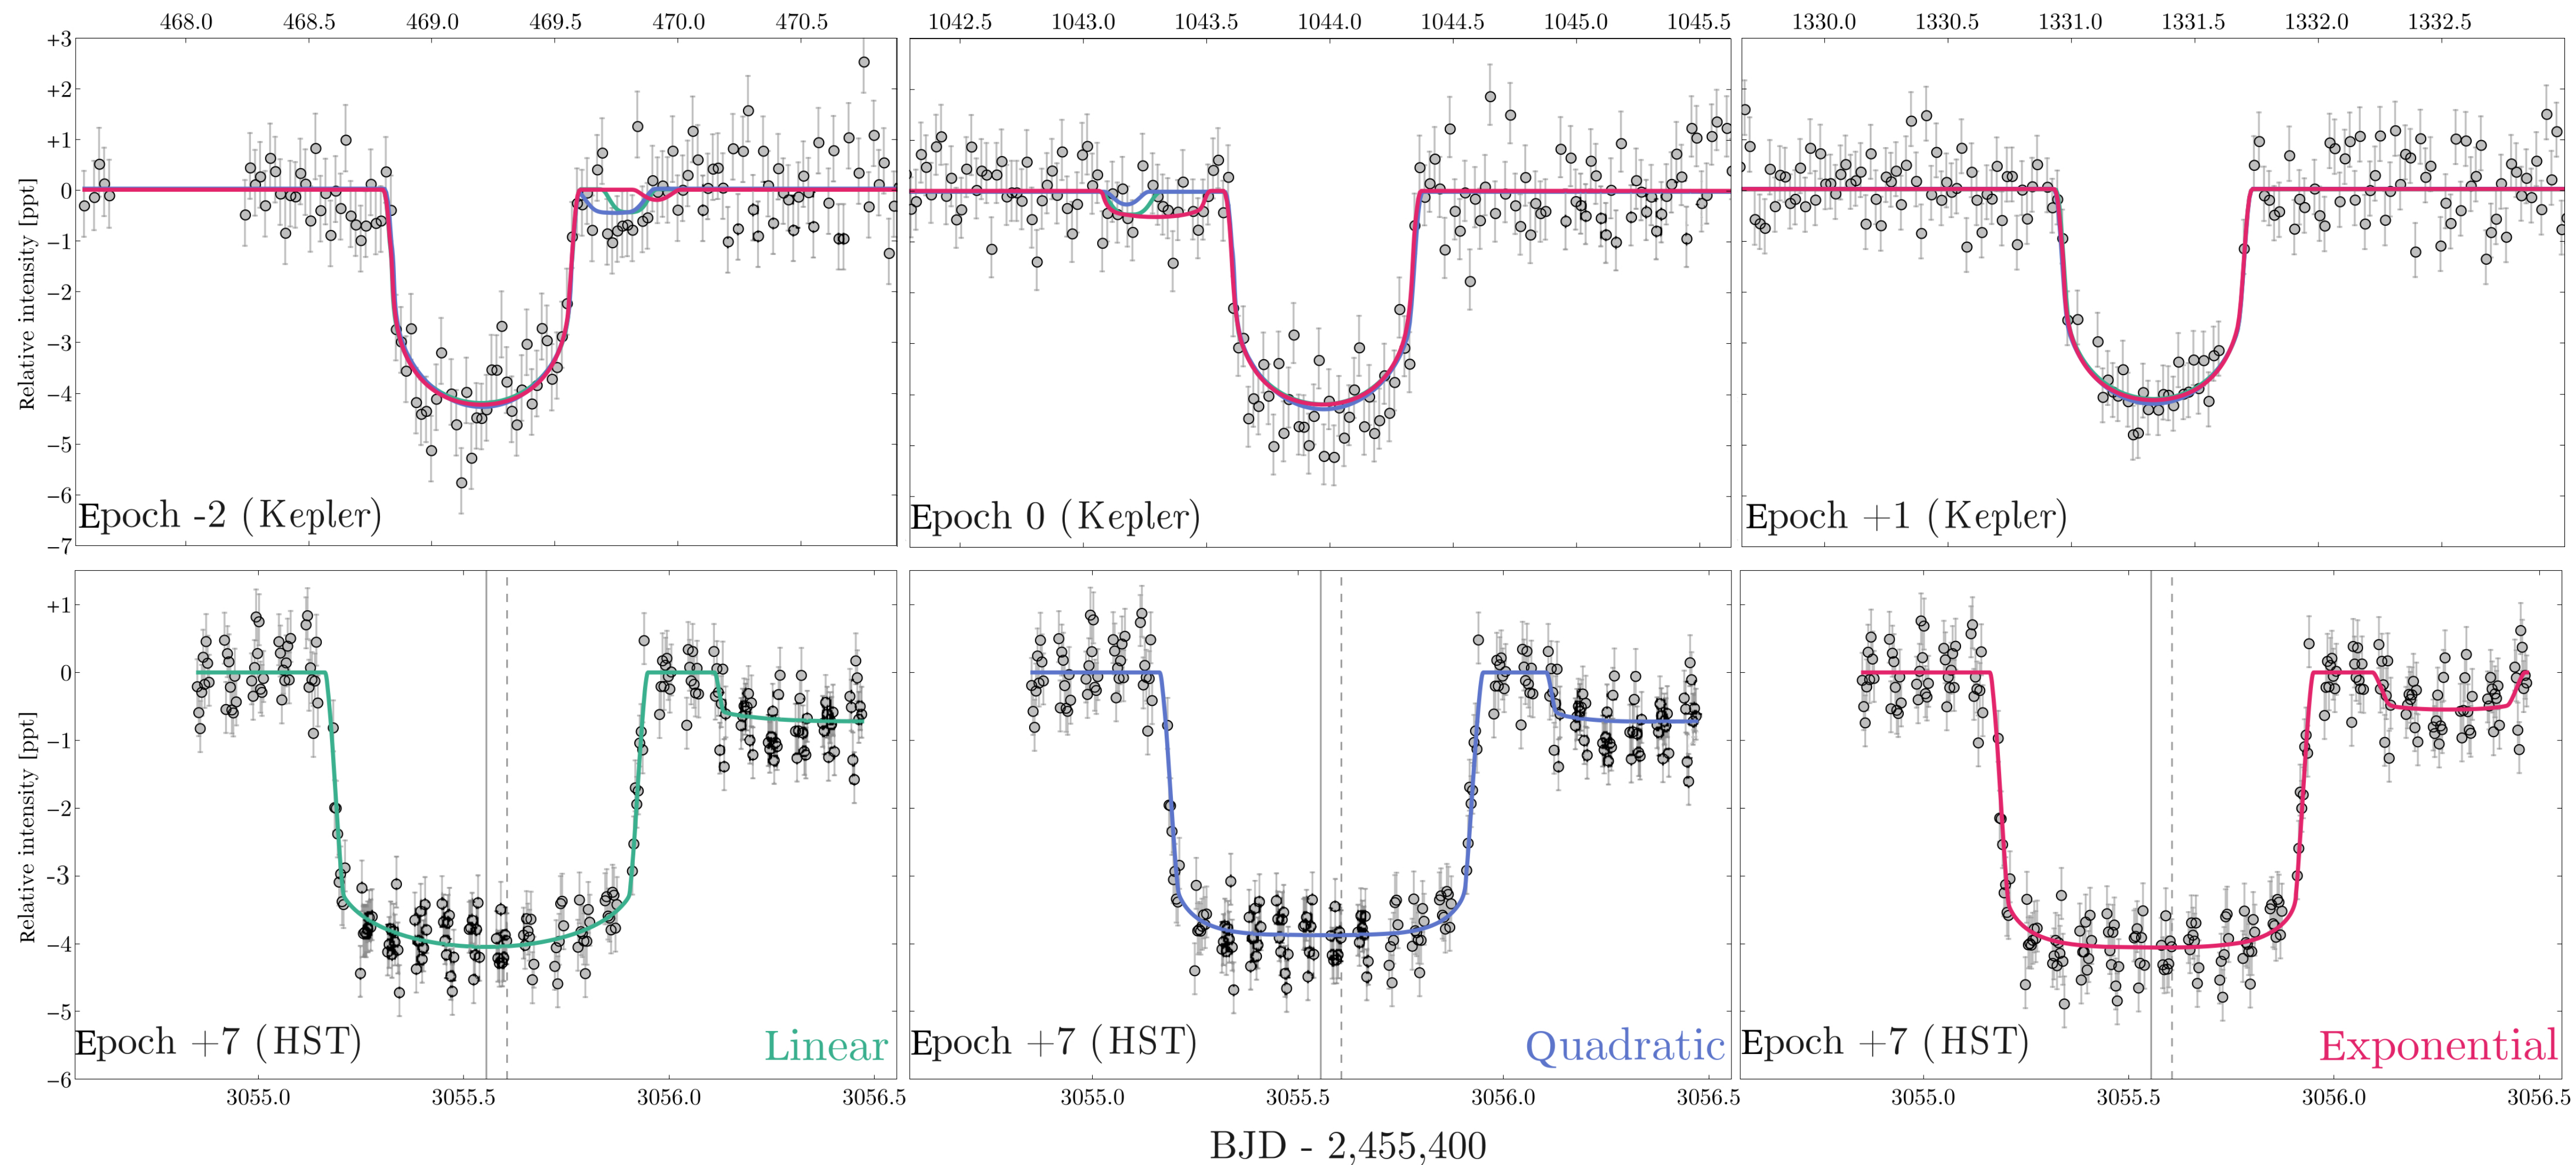 468.0 468.5 469.0 469.5 470.0 470.5 1042.5 1043.0 1043.5 1044.0 1044.5 1045.0 1045.5 1330.0 1330.5 1331.0 1331.5 1332.0 1332.5
+3
+2
+1
0
−1
−2
−3
−4
−5
−6
−7
Relative intensity [ppt]
Epoch -2 (Kepler)
Epoch 0 (Kepler)
Epoch +1 (Kepler)
+1
0
−1
−2
−3
−4
−5
−6
Relative intensity [ppt]
Epoch +7 (HST) Linear
Epoch +7 (HST) Quadratic
Epoch +7 (HST) Exponential
3055.0 3055.5 3056.0 3056.5 3055.0 3055.5 3056.0 3056.5 3055.0 3055.5 3056.0 3056.5
BJD - 2,455,400